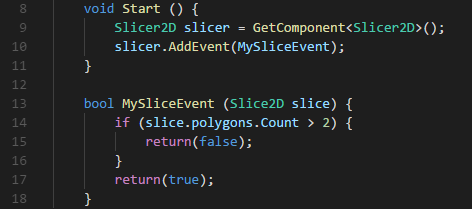 8 void Start () {
9 Slicer2D slicer = GetComponent<Slicer2D>();
10 slicer.AddEvent(MySliceEvent);
11 }
12
13 bool MySliceEvent (Slice2D slice) {
14 if (slice.polygons.Count > 2) {
15 return(false);
16 }
17 return(true);
18 }